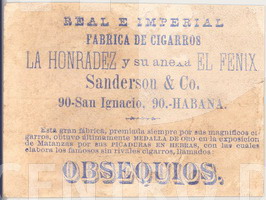 REAL E IMPERIAL
FABRICA DE CIGARROS
LA HONRADEZ y su anexa EL FENIX
Sanderson & Co.
90-San Ignacio, 90.-HABANA.
Esta gran fábrica, premiada siempre por sus magníficos ci
garros, obtuvo últimamente MEDALLA DE ORO en la exposicion
de Matanzas por SUS PICADURAS EN HEBRAS, con las cuales
elabora los famosos sin rivales cigarros, llamados:
OBSEQUIOS.